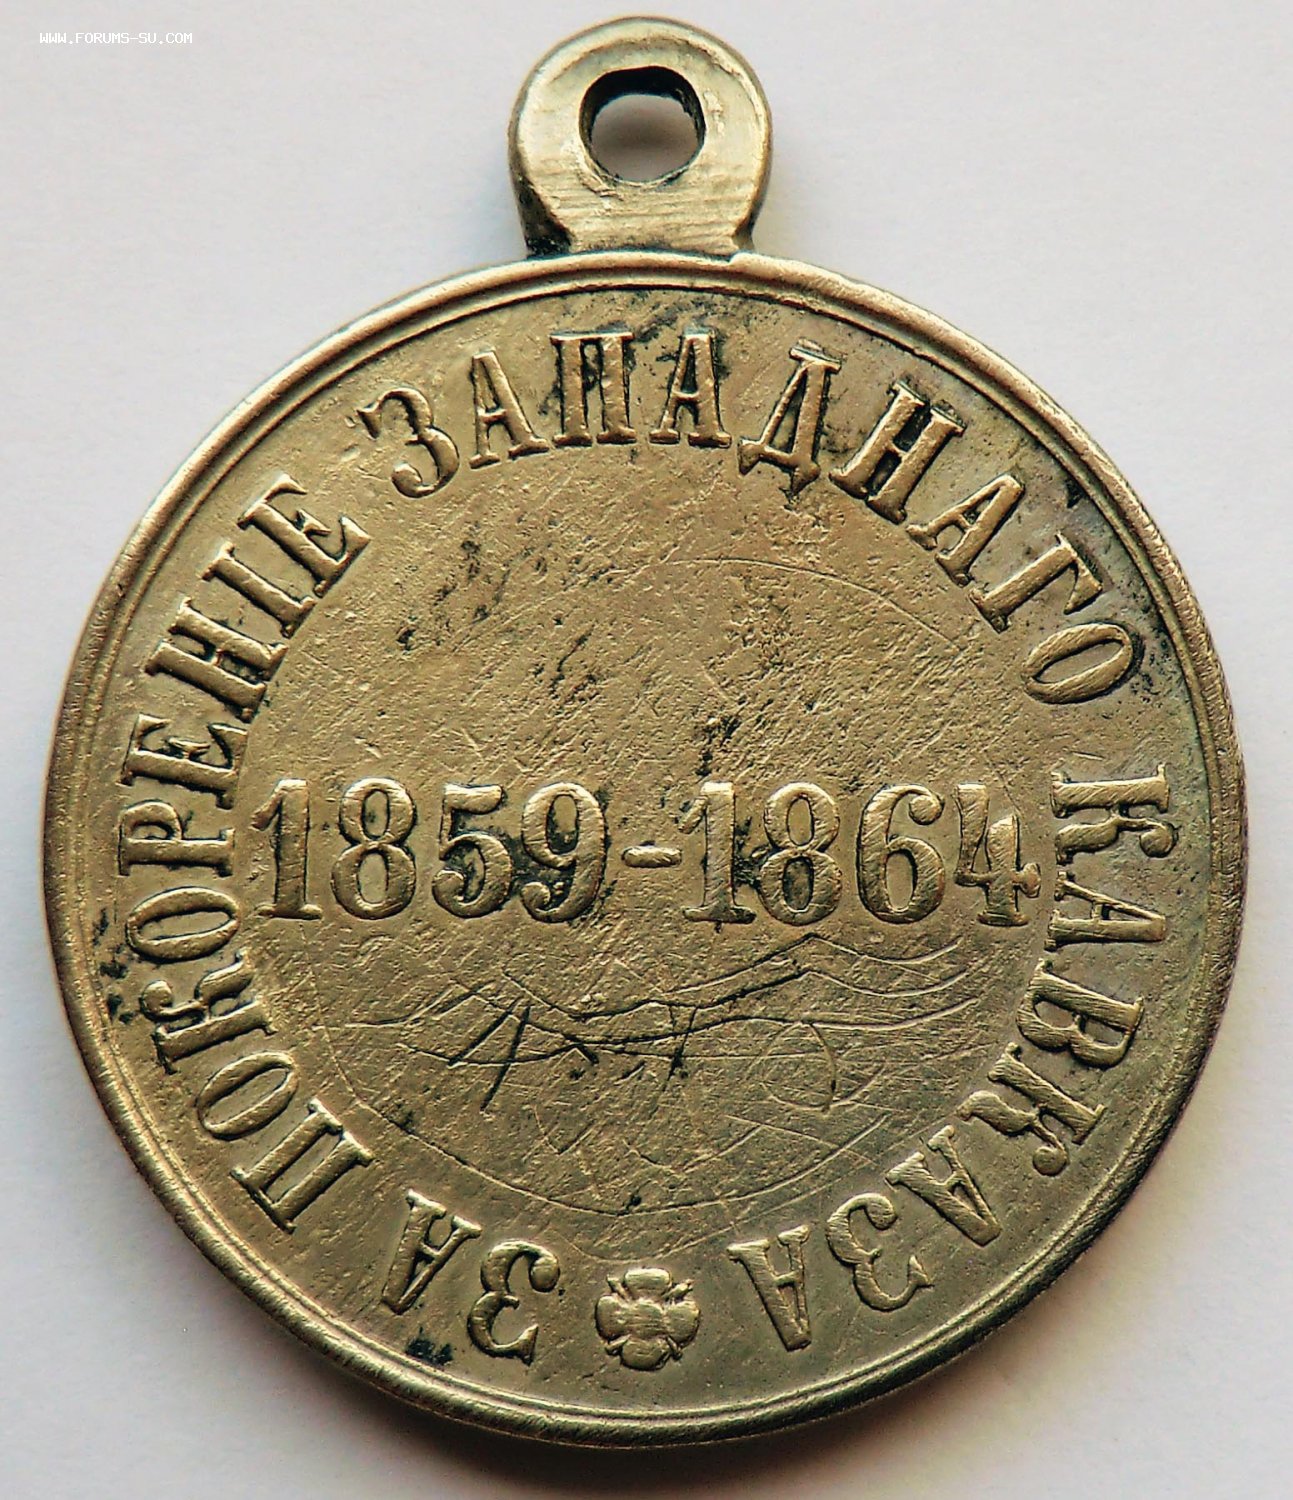 WWW.FORUMS-SU.COM
ЗА ПОКОРЕНІЕ ЗАПАДНАГО КАВКАЗА
1859-1864